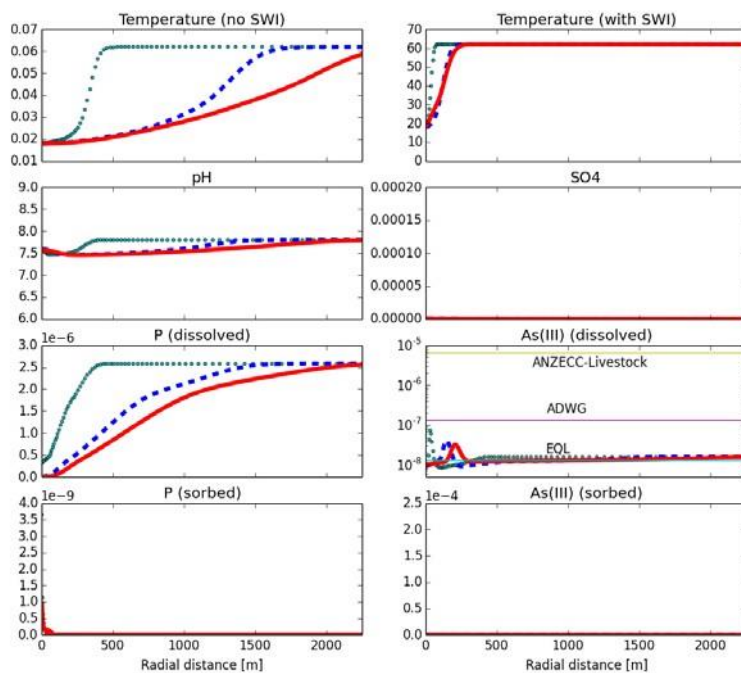 Temperature (no SWI)
0.07
0.06
0.05
0.04
0.03
0.02
0.01
Temperature (with SWI)
70
60
50
40
30
20
10
0
pH
9.0
8.5
8.0
7.5
7.0
6.5
6.0
SO4
0.00020
0.00015
0.00010
0.00005
0.00000
P (dissolved)
1e-6
3.0
2.5
2.0
1.5
1.0
0.5
0.0
As(III) (dissolved)
10-5
10-6
10-7
10-8
ANZECC-Livestock
ADWG
EQL
P (sorbed)
1e-9
4.0
3.5
3.0
2.5
2.0
1.5
1.0
0.5
0.0
0 500 1000 1500 2000
Radial distance [m]
As(III) (sorbed)
1e-4
2.5
2.0
1.5
1.0
0.5
0.0
0 500 1000 1500 2000
Radial distance [m]